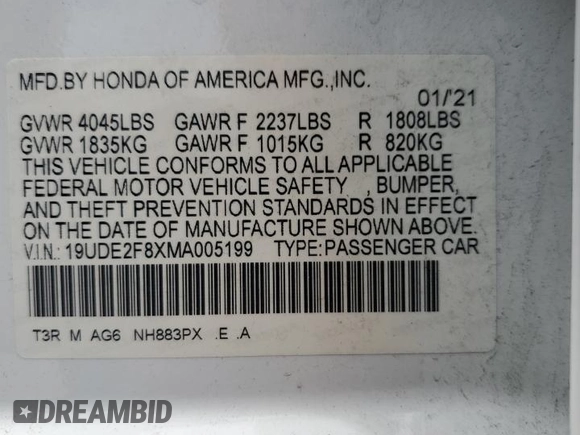 MFD.BY HONDA OF AMERICA MFG.,INC.
01/'21
GVWR 4045LBS GAWR F 2237LBS R 1808LBS
GVWR 1835KG GAWR F 1015KG R 820KG
THIS VEHICLE CONFORMS TO ALL APPLICABLE
FEDERAL MOTOR VEHICLE SAFETY , BUMPER,
AND THEFT PREVENTION STANDARDS IN EFFECT
ON THE DATE OF MANUFACTURE SHOWN ABOVE.
V.I.N.: 19UDE2F8XMA005199 TYPE:PASSENGER CAR
T3R M AG6 NH883PX .E .A
DREAMBID